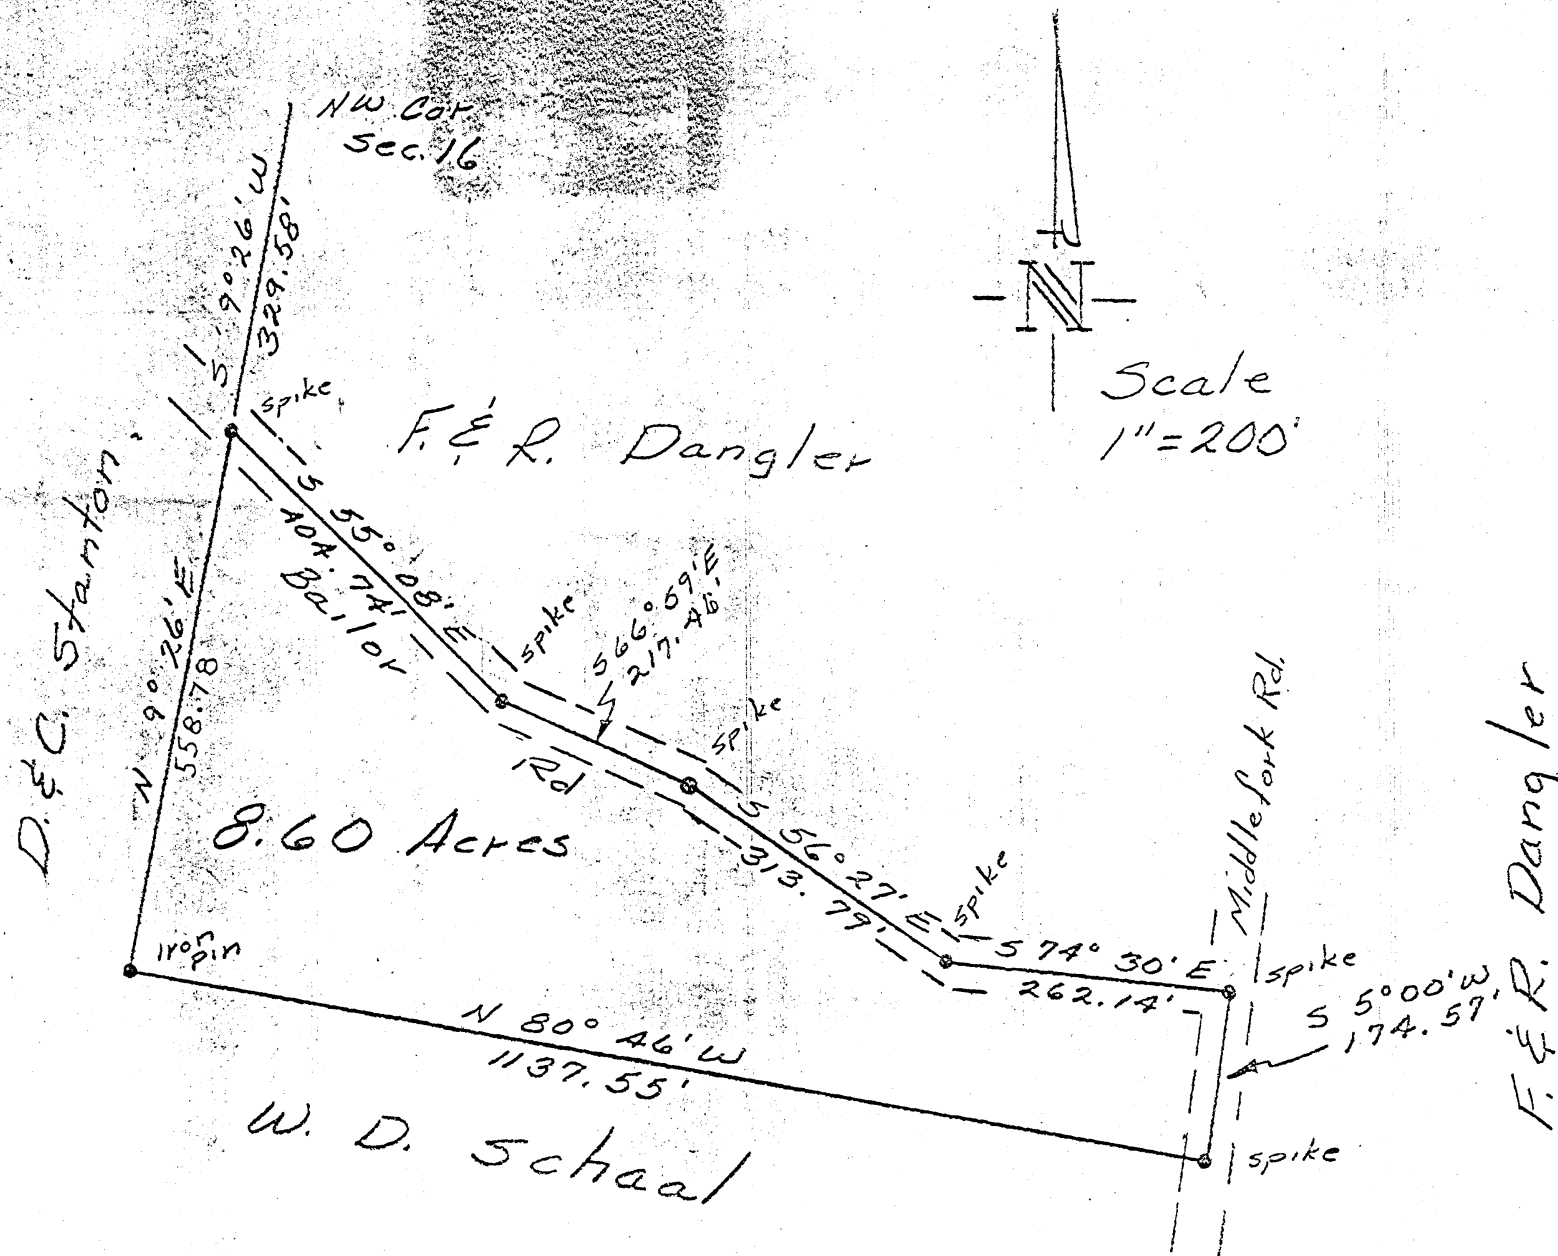 NW Cor
Sec. 16
S 9° 26' W
329.58'
N
Scale
1" = 200'
spike
F. & R. Dangler
D. & C. Stanton
S 55° 08' E
404.74'
Bailor
Rd
spike
S 66° 59' E
217.46'
spike
N 9° 26' E
558.78
8.60 Acres
S 56° 27' E
313.79'
spike
Middlefork Rd.
F. & R. Dangler
Iron
pin
S 74° 30' E
262.14'
spike
S 5° 00' W
174.57'
N 80° 46' W
1137.55'
W. D. Schaal
spike